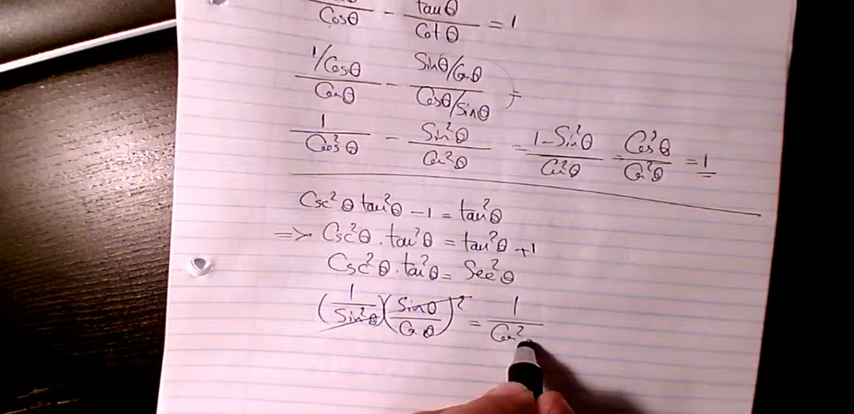 /Cosθ - tanθ/Cotθ = 1
(1/Cosθ)/Cosθ - (Sinθ/Cosθ)/(Cosθ/Sinθ) =
1/Cos²θ - Sin²θ/Cos²θ = (1-Sin²θ)/Cos²θ = Cos²θ/Cos²θ = 1
Csc²θ tan²θ - 1 = tan²θ
=> Csc²θ . tan²θ = tan²θ + 1
Csc²θ . tan²θ = Sec²θ
(1/Sin²θ)(Sinθ/Cosθ)² = 1/Cos²